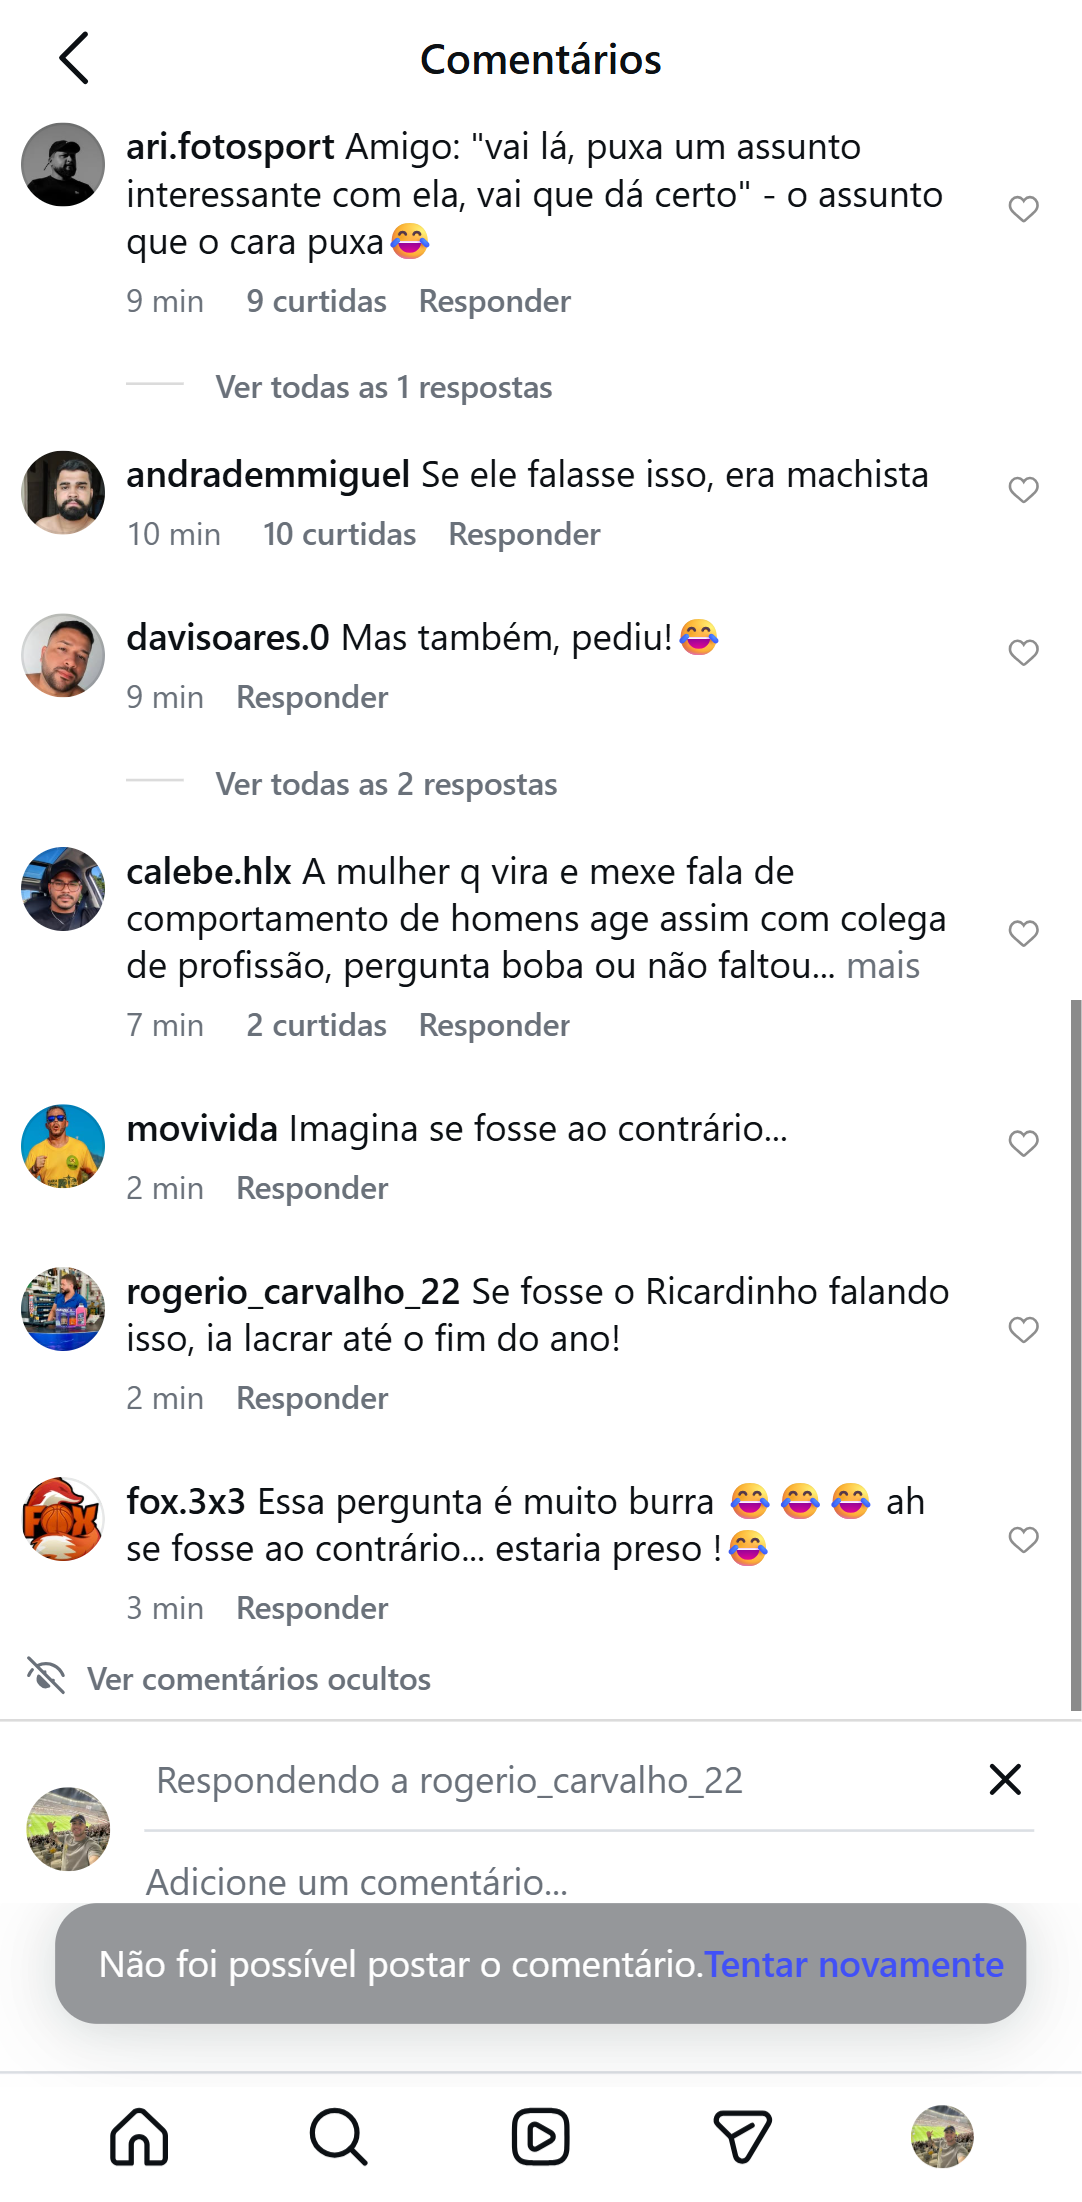 Comentários
ari.fotosport Amigo: "vai lá, puxa um assunto
interessante com ela, vai que dá certo" - o assunto
que o cara puxa😂
9 min 9 curtidas Responder
Ver todas as 1 respostas
andrademmiguel Se ele falasse isso, era machista
10 min 10 curtidas Responder
davisoares.0 Mas também, pediu!😂
9 min Responder
Ver todas as 2 respostas
calebe.hlx A mulher q vira e mexe fala de
comportamento de homens age assim com colega
de profissão, pergunta boba ou não faltou... mais
7 min 2 curtidas Responder
movivida Imagina se fosse ao contrário...
2 min Responder
rogerio_carvalho_22 Se fosse o Ricardinho falando
isso, ia lacrar até o fim do ano!
2 min Responder
FOX
fox.3x3 Essa pergunta é muito burra 😂😂😂 ah
se fosse ao contrário... estaria preso !😂
3 min Responder
Ver comentários ocultos
Respondendo a rogerio_carvalho_22
Adicione um comentário...
Não foi possível postar o comentário.Tentar novamente